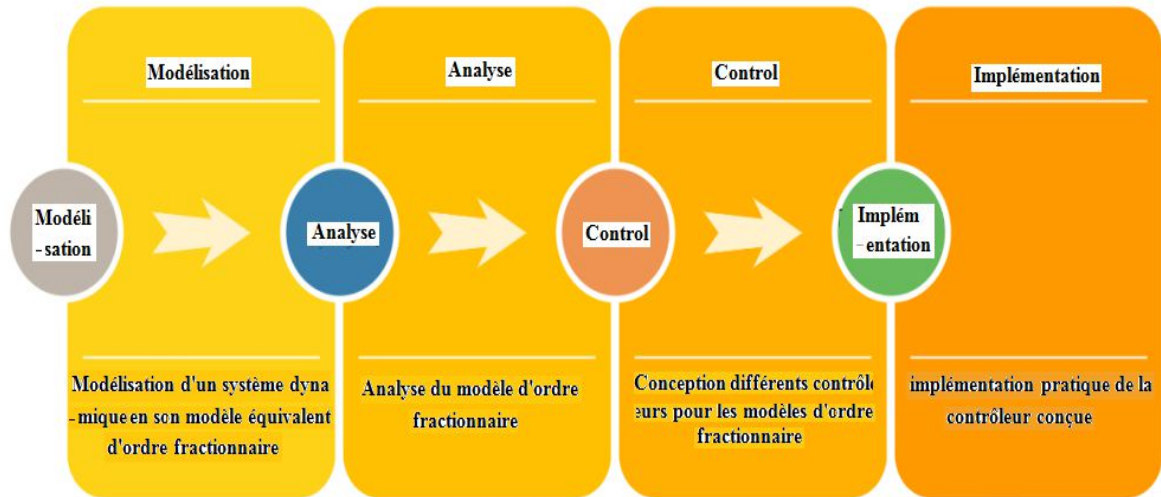 Modélisation
Analyse
Control
Implémentation
Modéli
-sation
Analyse
Control
Implém
-entation
Modélisation d'un système dyna
-mique en son modèle équivalent
d'ordre fractionnaire
Analyse du modèle d'ordre
fractionnaire
Conception différents contrôle
eurs pour les modèles d'ordre
fractionnaire
implémentation pratique de la
contrôleur conçue